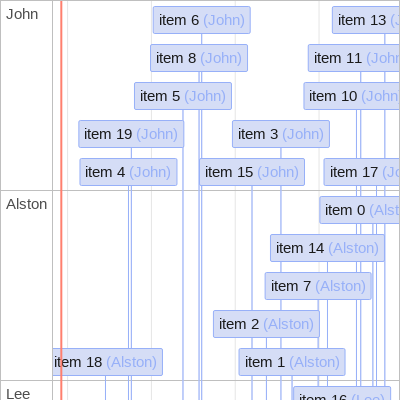 John
item 6 (John)
item 13 (J
item 8 (John)
item 11 (John
item 5 (John)
item 10 (John
item 19 (John)
item 3 (John)
item 4 (John)
item 15 (John)
item 17 (Jo
Alston
item 0 (Alst
item 14 (Alston)
item 7 (Alston)
item 2 (Alston)
item 18 (Alston)
item 1 (Alston)
Lee
item 16 (Lee)